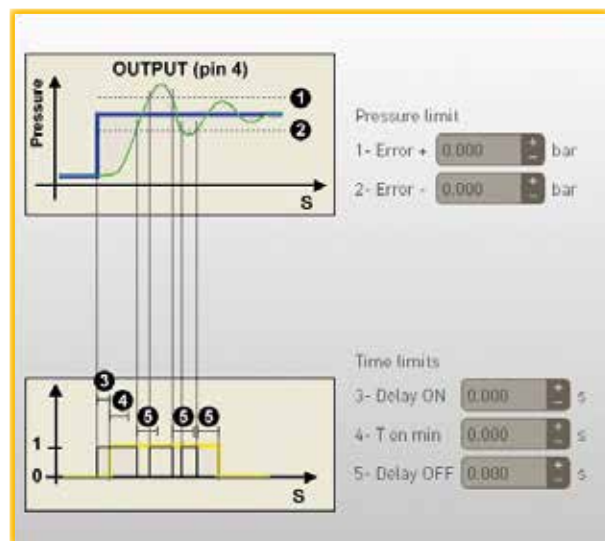 OUTPUT (pin 4)
Pressure
1
2
S
Pressure limit
1- Error + 0.000 + - bar
2- Error - 0.000 + - bar
3
4
5
5
5
1
0
S
Time limits
3- Delay ON 0.000 + - s
4- T on min 0.000 + - s
5- Delay OFF 0.000 + - s